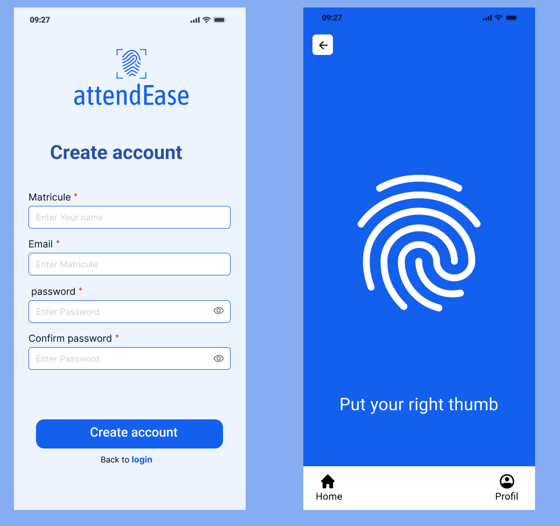 09:27
attendEase
Create account
Matricule *
Enter Your name
Email *
Enter Matricule
password *
Enter Password
Confirm password *
Enter Password
Create account
Back to login
09:27
Put your right thumb
Home
Profil